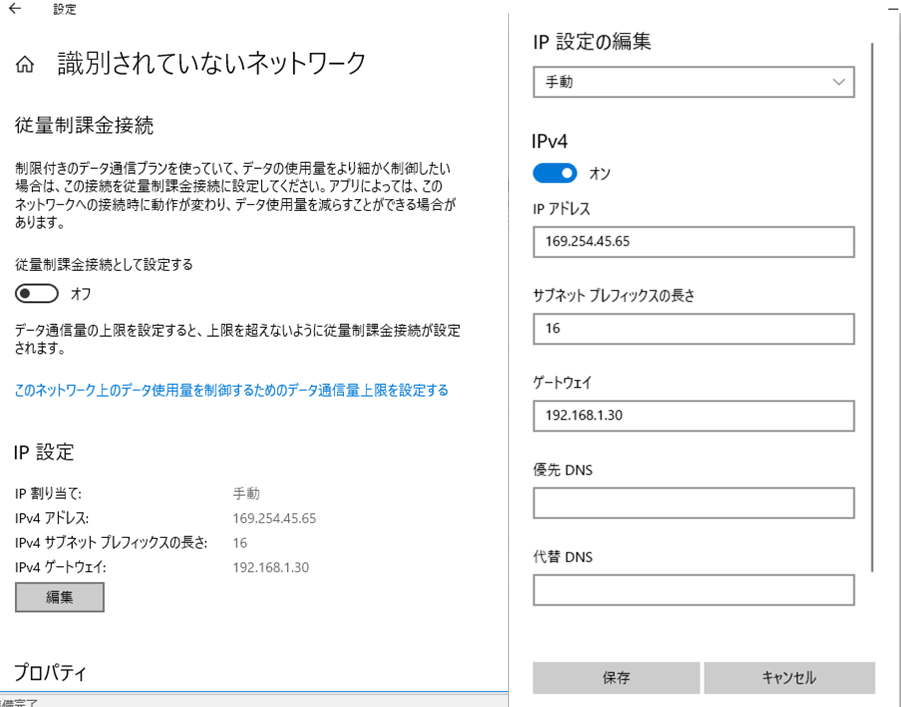 設定
識別されていないネットワーク
従量制課金接続
制限付きのデータ通信プランを使っていて、データの使用量をより細かく制御したい
場合は、この接続を従量制課金接続に設定してください。アプリによっては、この
ネットワークへの接続時に動作が変わり、データ使用量を減らすことができる場合が
あります。
従量制課金接続として設定する
オフ
データ通信量の上限を設定すると、上限を超えないように従量制課金接続が設定
されます。
このネットワーク上のデータ使用量を制御するためのデータ通信量上限を設定する
IP 設定
IP 割り当て: 手動
IPv4 アドレス: 169.254.45.65
IPv4 サブネット プレフィックスの長さ: 16
IPv4 ゲートウェイ: 192.168.1.30
編集
プロパティ
IP 設定の編集
手動
IPv4
オン
IP アドレス
169.254.45.65
サブネット プレフィックスの長さ
16
ゲートウェイ
192.168.1.30
優先 DNS
代替 DNS
保存
キャンセル